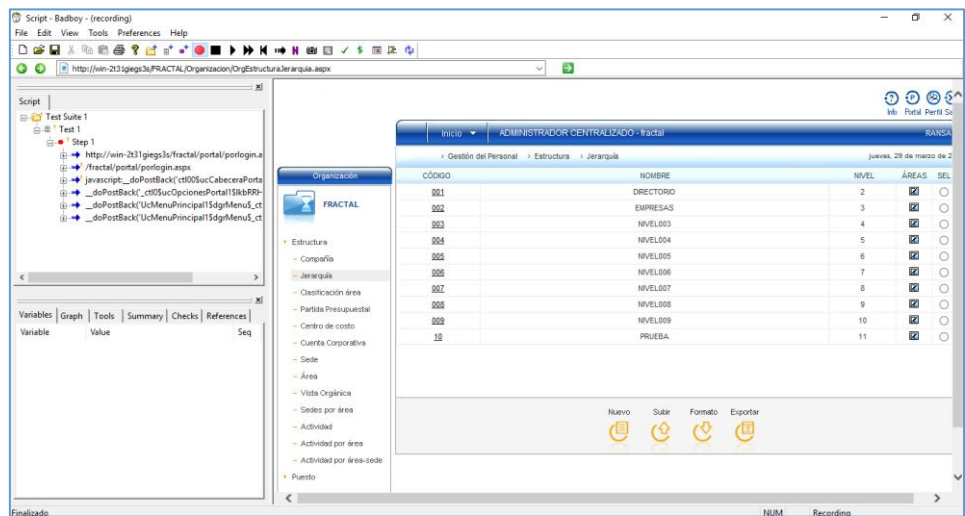 Script - Badboy - (recording)
File Edit View Tools Preferences Help
http://win-2t31giegs3s/FRACTAL/Organizacion/OrgEstructuraJerarquia.aspx
Script
Test Suite 1
Test 1
Step 1
http://win-2t31giegs3s/fractal/portal/porlogin.a
/fractal/portal/porlogin.aspx
javascript:__doPostBack('ctl00$ucCabeceraPorta
__doPostBack('_ctl0$ucOpcionesPortal1$lkbRRH
__doPostBack('UcMenuPrincipal1$dgrMenu$_ct
__doPostBack('UcMenuPrincipal1$dgrMenu$_ct
Variables Graph Tools Summary Checks References
Variable Value Seq
Info Portal Perfil Sa
Inicio ADMINISTRADOR CENTRALIZADO - fractal RANSA
> Gestión del Personal > Estructura > Jerarquía jueves, 29 de marzo de 2
Organización
FRACTAL
Estructura
– Compañía
– Jerarquía
– Clasificación área
– Partida Presupuestal
– Centro de costo
– Cuenta Corporativa
– Sede
– Área
– Vista Orgánica
– Sedes por área
– Actividad
– Actividad por área
– Actividad por área-sede
Puesto
CÓDIGO NOMBRE NIVEL ÁREAS SEL
001 DIRECTORIO 2
002 EMPRESAS 3
003 NIVEL003 4
004 NIVEL004 5
005 NIVEL005 6
006 NIVEL006 7
007 NIVEL007 8
008 NIVEL008 9
009 NIVEL009 10
10 PRUEBA 11
Nuevo Subir Formato Exportar
Finalizado NUM Recording